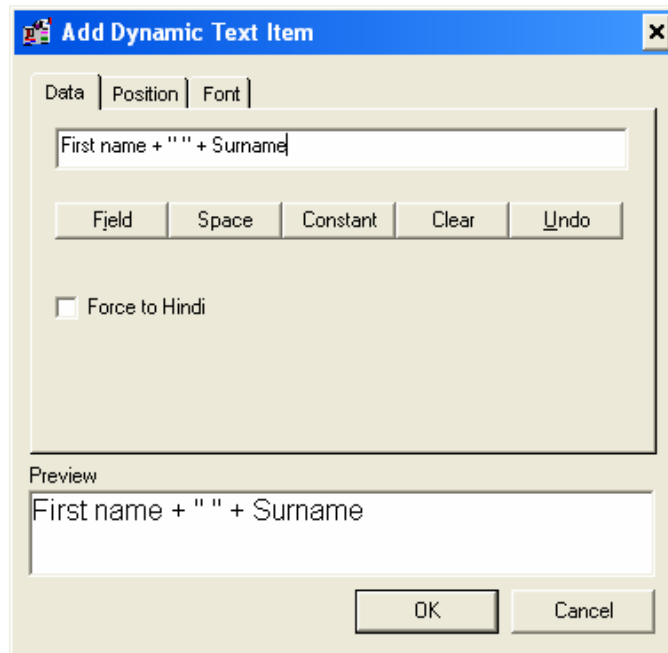 Add Dynamic Text Item
Data Position Font
First name + " " + Surname
Field Space Constant Clear Undo
Force to Hindi
Preview
First name + " " + Surname
OK Cancel